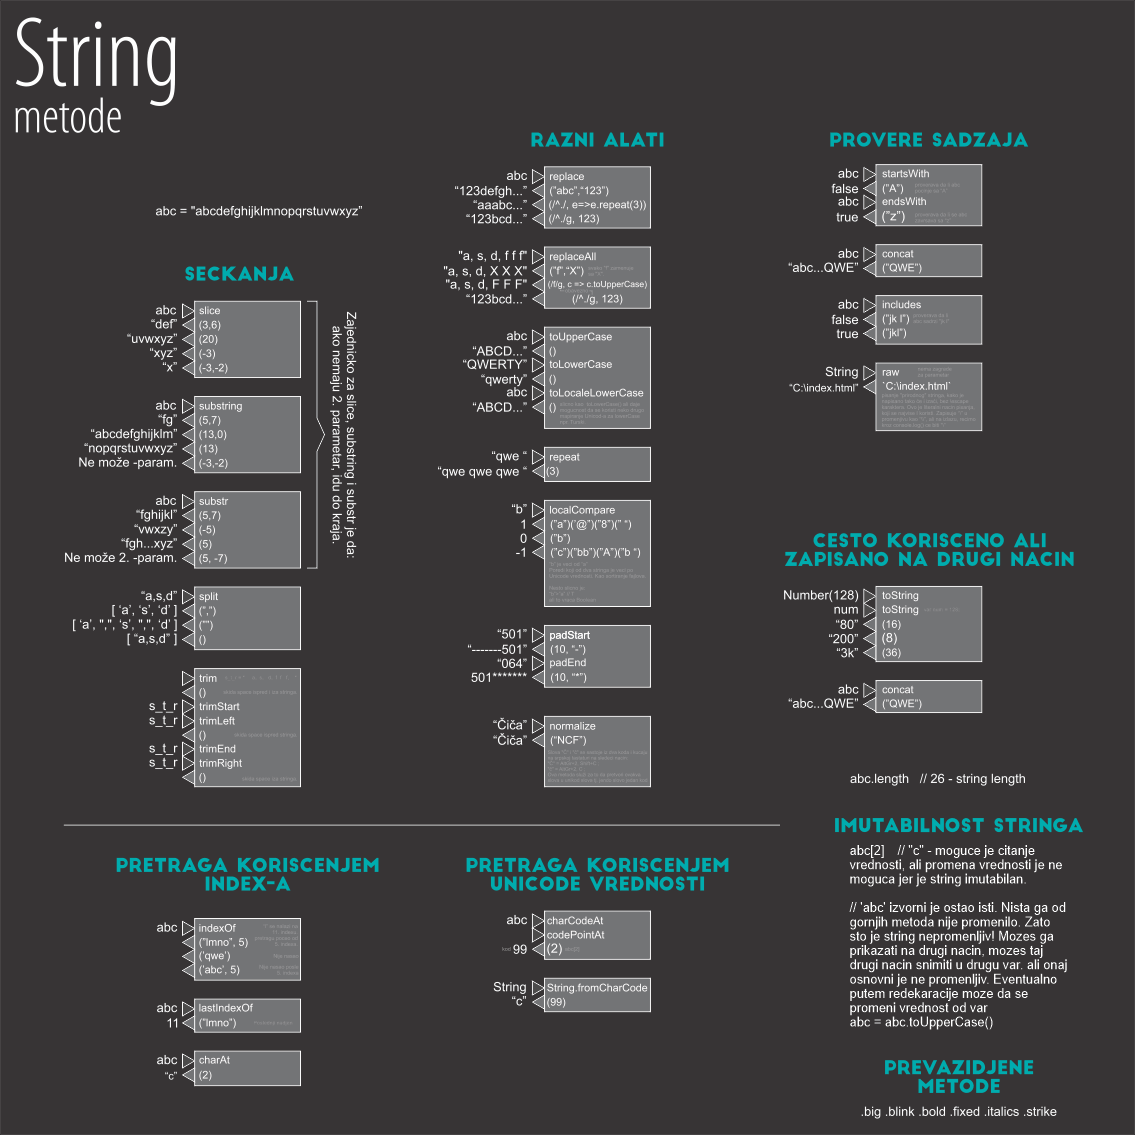 String
metode
abc = "abcdefghijklmnopqrstuvwxyz”
SECKANJA
abc slice
“def” (3,6)
“uvwxyz” (20)
“xyz” (-3)
“x” (-3,-2)
abc substring
“fg” (5,7)
“abcdefghijklm” (13,0)
“nopqrstuvwxyz” (13)
Ne može -param. (-3,-2)
abc substr
“fghijkl” (5,7)
“vwxzy” (-5)
“fgh...xyz” (5)
Ne može 2. -param. (5, -7)
Zajednicko za slice, substring i substr je da:
ako nemaju 2. parametar, idu do kraja.
“a,s,d” split
[ ‘a’, ‘s’, ‘d’ ] (",")
[ ‘a’, ",", ‘s’, ",", ‘d’ ] ("")
[ “a,s,d” ] ()
trim
()
s_t_r trimStart
s_t_r trimLeft
()
s_t_r trimEnd
s_t_r trimRight
()
RAZNI ALATI
abc replace
“123defgh...” (”abc”,“123”)
“aaabc...” (/^./, e=>e.repeat(3))
“123bcd...” (/^./g, 123)
"a, s, d, f f f" replaceAll
"a, s, d, X X X" ("f",“X”)
"a, s, d, F F F" (/f/g, c => c.toUpperCase)
“123bcd...” (/^./g, 123)
abc toUpperCase
“ABCD...” ()
“QWERTY” toLowerCase
“qwerty” ()
abc toLocaleLowerCase
“ABCD...” ()
“qwe “ repeat
“qwe qwe qwe “ (3)
“b” localCompare
1 (”a”)(’@”)(”8”)(” “)
0 (”b”)
-1 (”c”)(”bb”)(”A”)(”b “)
“501” padStart
“-------501” (10, “-”)
“064” padEnd
501******* (10, “*”)
“Čiča” normalize
“Čiča” (“NCF”)
PROVERE SADZAJA
abc startsWith
false (”A”)
abc endsWith
true (”z”)
abc concat
“abc...QWE” (“QWE”)
abc includes
false (”jk l”)
true (”jkl”)
String raw
“C:\index.html” `C:\index.html`
CESTO KORISCENO ALI
ZAPISANO NA DRUGI NACIN
Number(128) toString
num toString
“80” (16)
“200” (8)
“3k” (36)
abc concat
“abc...QWE” (“QWE”)
abc.length // 26 - string length
IMUTABILNOST STRINGA
abc[2] // "c" - moguce je citanje
vrednosti, ali promena vrednosti je ne
moguca jer je string imutabilan.
// 'abc' izvorni je ostao isti. Nista ga od
gornjih metoda nije promenilo. Zato
sto je string nepromenljiv! Mozes ga
prikazati na drugi nacin, mozes taj
drugi nacin snimiti u drugu var. ali onaj
osnovni je ne promenljiv. Eventualno
putem redekaracije moze da se
promeni vrednost od var
abc = abc.toUpperCase()
PREVAZIDJENE
METODE
.big .blink .bold .fixed .italics .strike
PRETRAGA KORISCENJEM
INDEX-A
abc indexOf
(”lmno”, 5)
(’qwe’)
(’abc’, 5)
abc lastIndexOf
11 (”lmno”)
abc charAt
“c” (2)
PRETRAGA KORISCENJEM
UNICODE VREDNOSTI
abc charCodeAt
codePointAt
99 (2)
String String.fromCharCode
“c” (99)